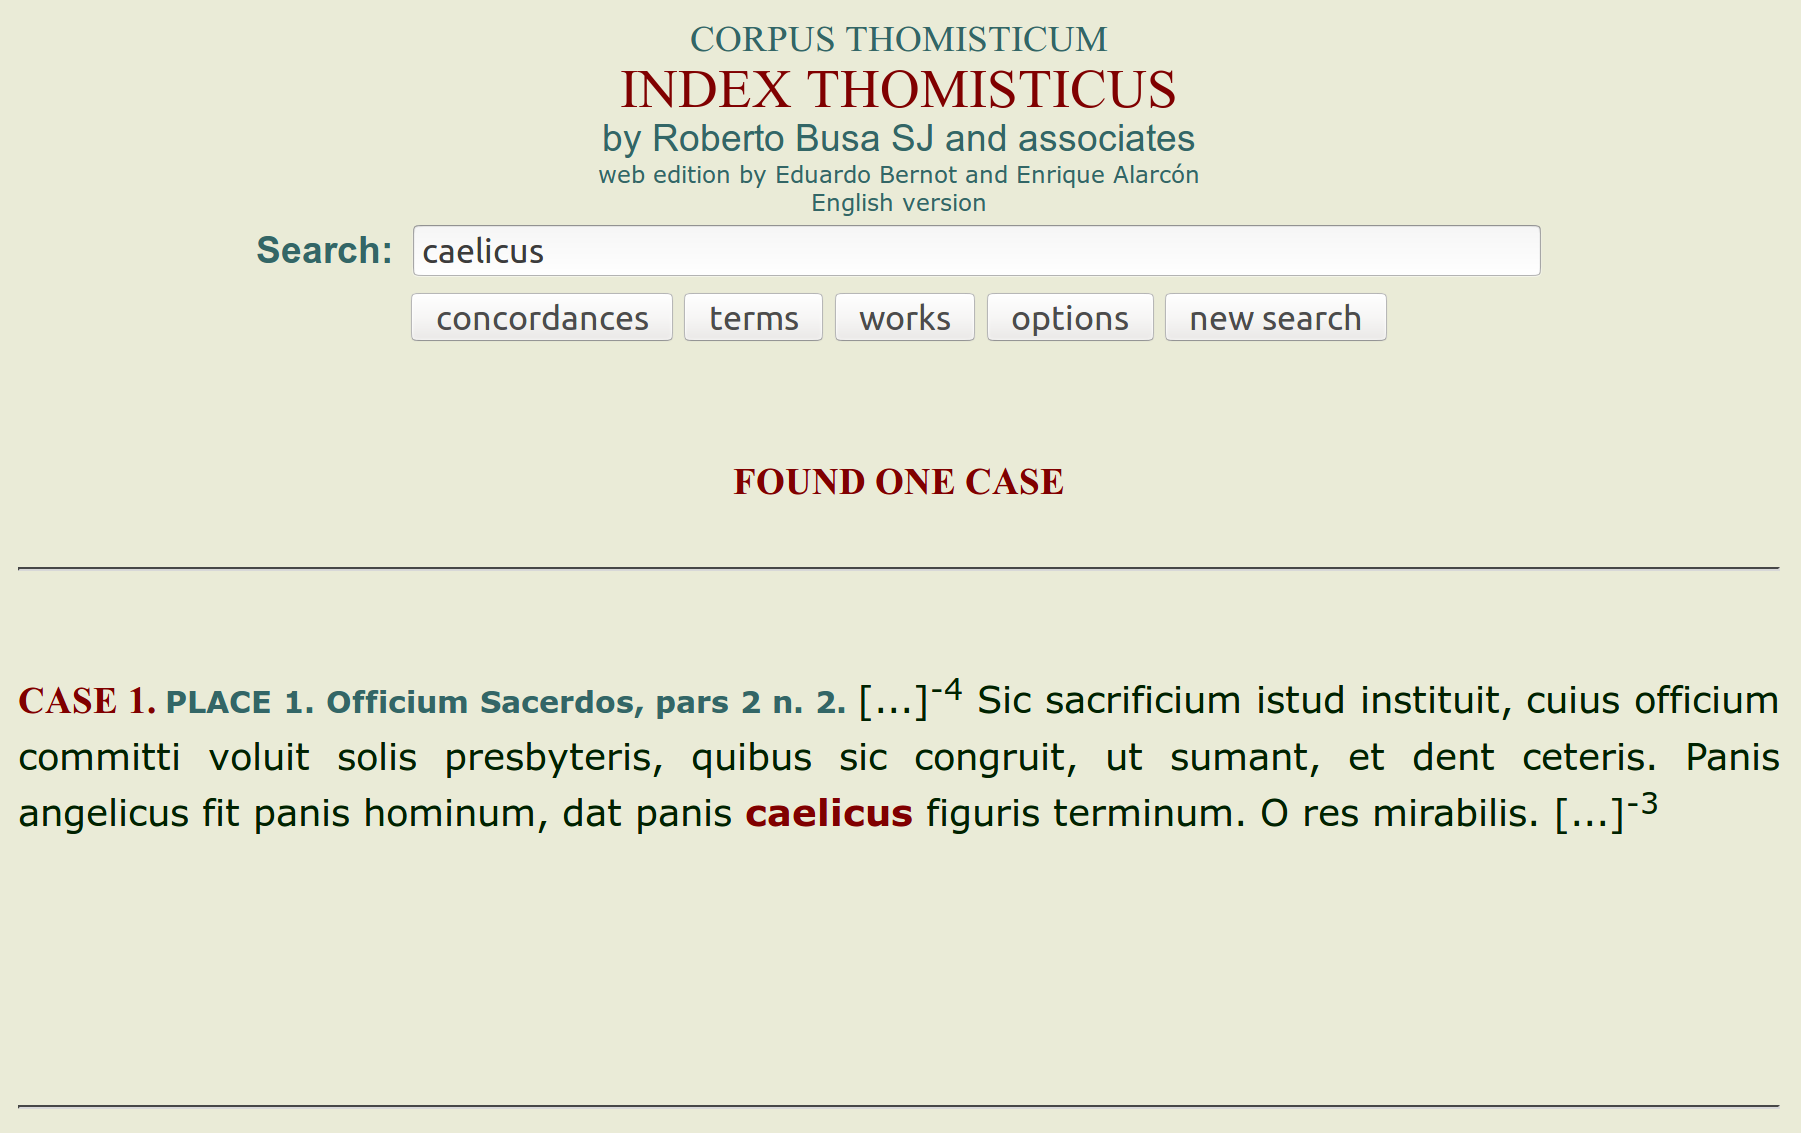 CORPUS THOMISTICUM
INDEX THOMISTICUS
by Roberto Busa SJ and associates
web edition by Eduardo Bernot and Enrique Alarcón
English version
Search: caelicus
concordances terms works options new search
FOUND ONE CASE
CASE 1. PLACE 1. Officium Sacerdos, pars 2 n. 2. [...]-4 Sic sacrificium istud instituit, cuius officium
committi voluit solis presbyteris, quibus sic congruit, ut sumant, et dent ceteris. Panis
angelicus fit panis hominum, dat panis caelicus figuris terminum. O res mirabilis. [...]-3